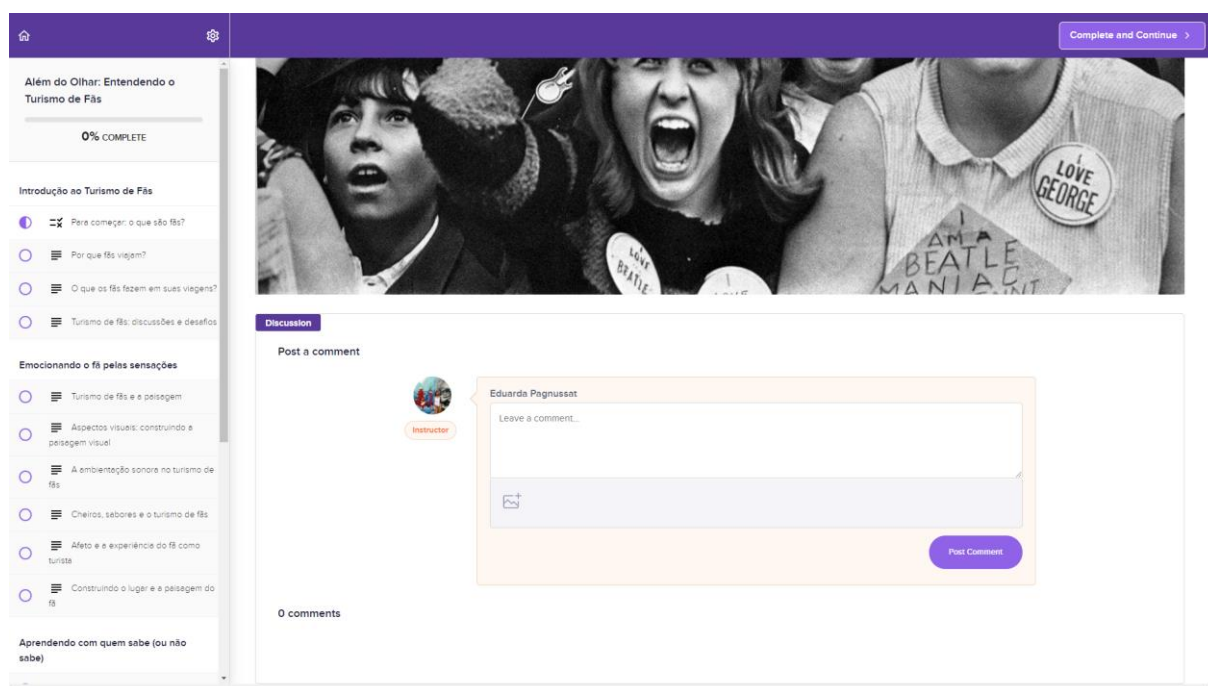 Complete and Continue
Além do Olhar: Entendendo o
Turismo de Fãs
0% COMPLETE
Introdução ao Turismo de Fãs
Para começar: o que são fãs?
Por que fãs viajam?
O que os fãs fazem em suas viagens?
Turismo de fãs: discussões e desafios
Emocionando o fã pelas sensações
Turismo de fãs e a paisagem
Aspectos visuais: construindo a
paisagem visual
A ambientação sonora no turismo de
fãs
Cheiros, sabores e o turismo de fãs
Afeto e a experiência do fã como
turista
Construindo o lugar e a paisagem do
fã
Aprendendo com quem sabe (ou não
sabe)
I
LOVE
GEORGE
I
AM A
BEATLE
MANIAC
I LOVE
Discussion
Post a comment
Eduarda Pagnussat
Instructor
Leave a comment...
Post Comment
0 comments